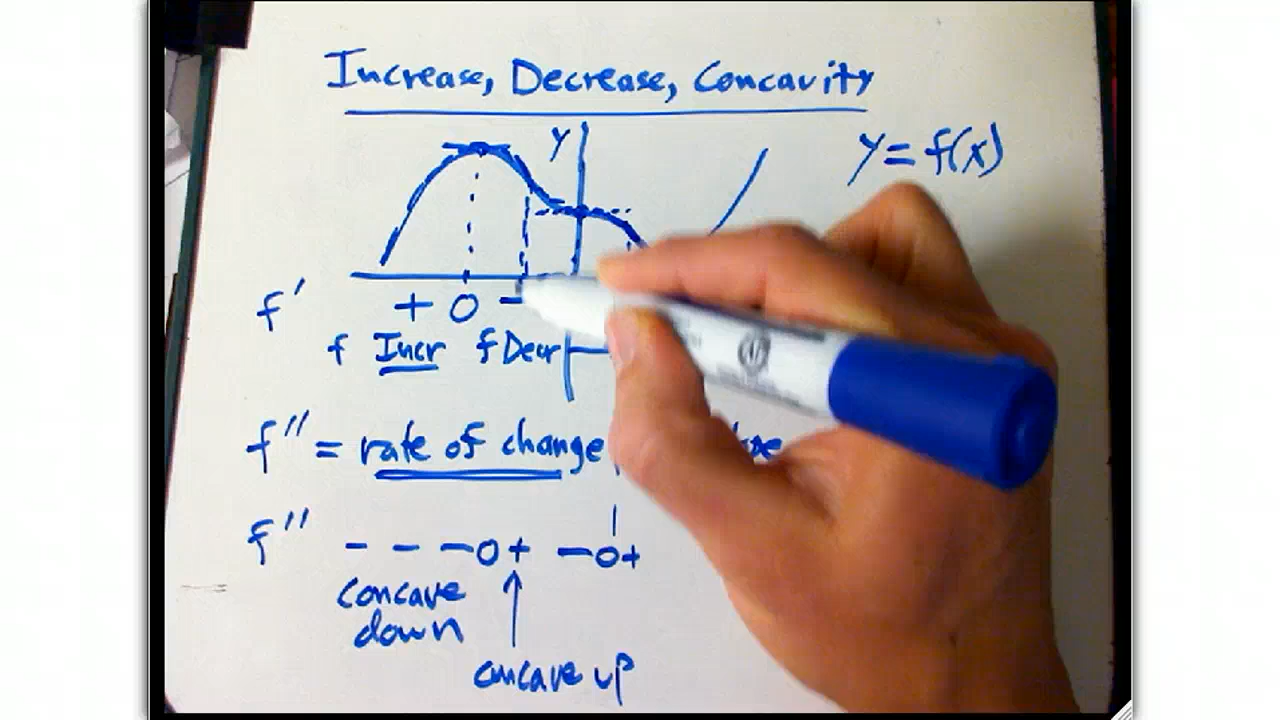 Increase, Decrease, Concavity
y
y = f(x)
f' + 0 -
f Incr f Decr
f'' = rate of change
f'' - - - 0 + - 0 +
concave
down
concave up